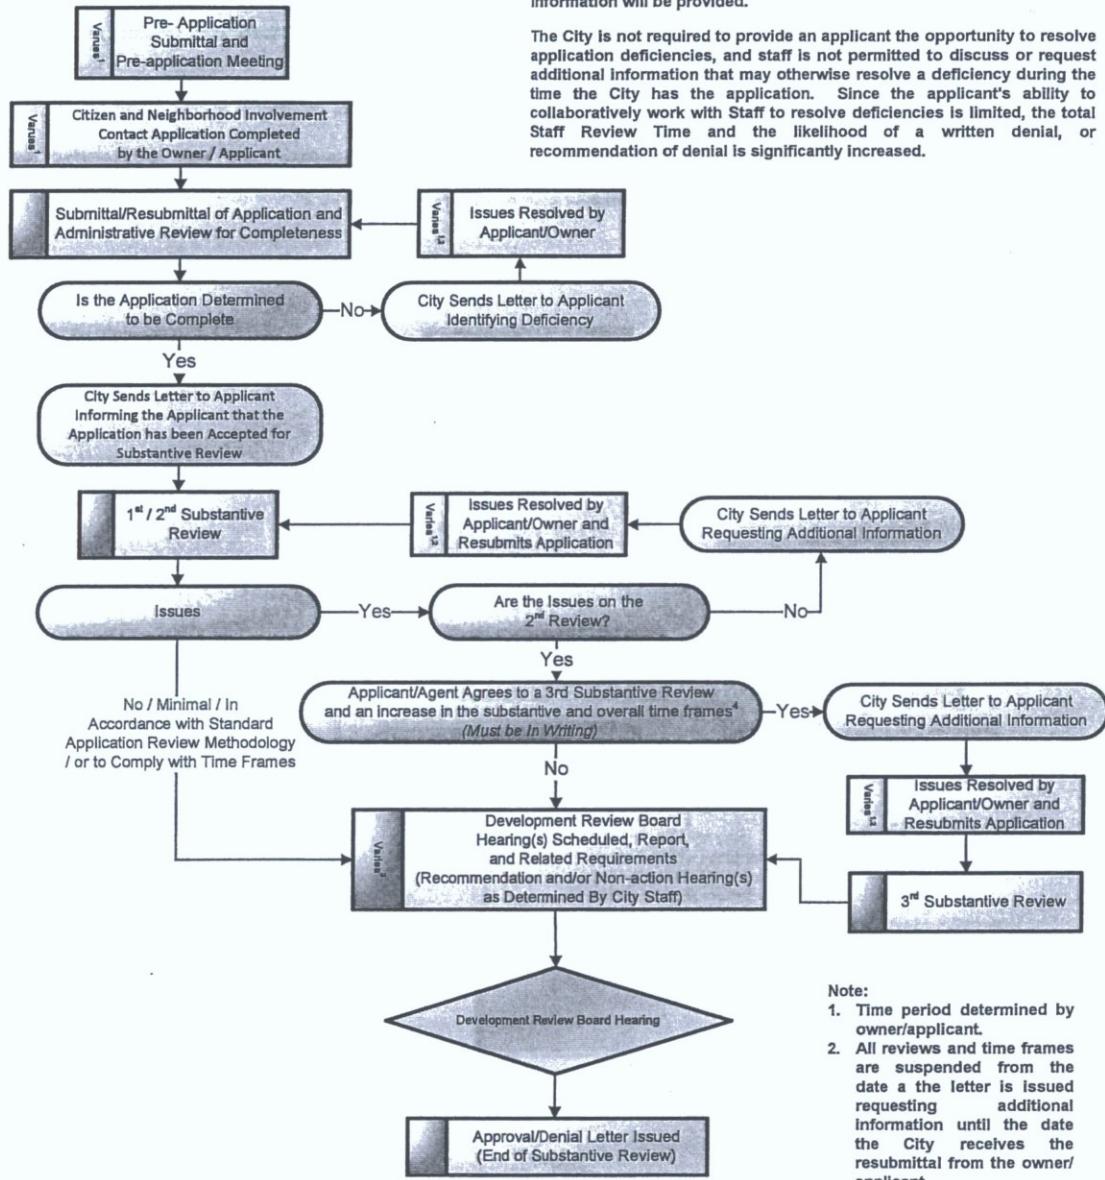 information will be provided.
The City is not required to provide an applicant the opportunity to resolve
application deficiencies, and staff is not permitted to discuss or request
additional information that may otherwise resolve a deficiency during the
time the City has the application. Since the applicant's ability to
collaboratively work with Staff to resolve deficiencies is limited, the total
Staff Review Time and the likelihood of a written denial, or
recommendation of denial is significantly increased.
Varies¹
Pre- Application
Submittal and
Pre-application Meeting
Varies¹
Citizen and Neighborhood Involvement
Contact Application Completed
by the Owner / Applicant
Submittal/Resubmittal of Application and
Administrative Review for Completeness
Varies¹,²
Issues Resolved by
Applicant/Owner
Is the Application Determined
to be Complete
No
City Sends Letter to Applicant
Identifying Deficiency
Yes
City Sends Letter to Applicant
Informing the Applicant that the
Application has been Accepted for
Substantive Review
1st / 2nd Substantive
Review
Varies¹,²
Issues Resolved by
Applicant/Owner and
Resubmits Application
City Sends Letter to Applicant
Requesting Additional Information
Issues
Yes
Are the Issues on the
2nd Review?
No
Yes
No / Minimal / In
Accordance with Standard
Application Review Methodology
/ or to Comply with Time Frames
Applicant/Agent Agrees to a 3rd Substantive Review
and an increase in the substantive and overall time frames⁴
(Must be In Writing)
Yes
City Sends Letter to Applicant
Requesting Additional Information
No
Varies¹,²
Issues Resolved by
Applicant/Owner and
Resubmits Application
Varies
Development Review Board
Hearing(s) Scheduled, Report,
and Related Requirements
(Recommendation and/or Non-action Hearing(s)
as Determined By City Staff)
3rd Substantive Review
Development Review Board Hearing
Approval/Denial Letter Issued
(End of Substantive Review)
Note:
1. Time period determined by
owner/applicant.
2. All reviews and time frames
are suspended from the
date a the letter is issued
requesting additional
information until the date
the City receives the
resubmittal from the owner/